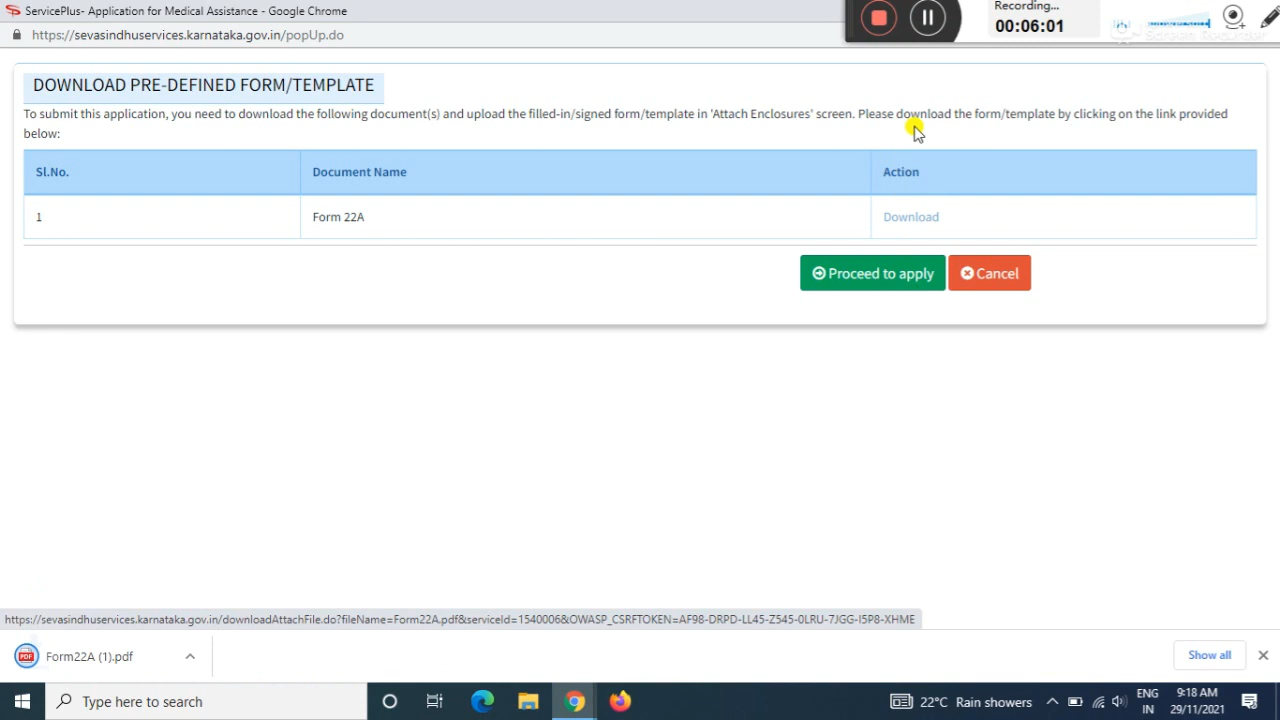 ServicePlus- Application for Medical Assistance - Google Chrome
Recording...
00:06:01
https://sevasindhuservices.karnataka.gov.in/popUp.do
Screen Recorder
DOWNLOAD PRE-DEFINED FORM/TEMPLATE
To submit this application, you need to download the following document(s) and upload the filled-in/signed form/template in 'Attach Enclosures' screen. Please download the form/template by clicking on the link provided
below:
Sl.No. Document Name Action
1 Form 22A Download
Proceed to apply Cancel
https://sevasindhuservices.karnataka.gov.in/downloadAttachFile.do?fileName=Form22A.pdf&serviceId=1540006&OWASP_CSRFTOKEN=AF98-DRPD-LL45-Z545-0LRU-7JGG-I5P8-XHME
PDF Form22A (1).pdf Show all
Type here to search
22°C Rain showers
ENG
IN
9:18 AM
29/11/2021